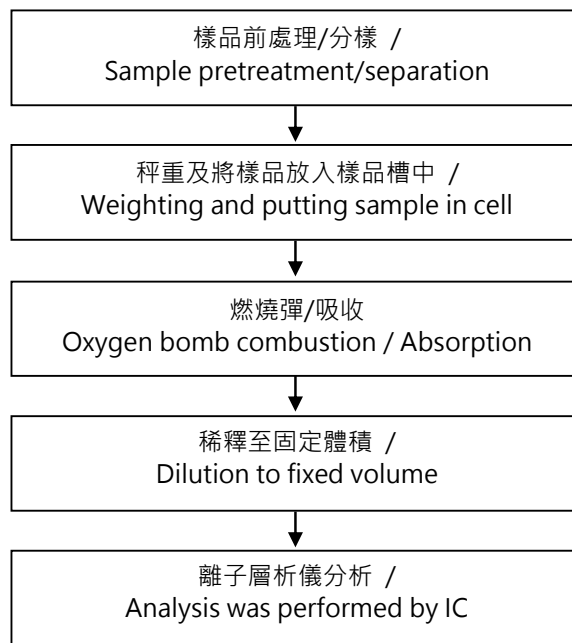 樣品前處理/分樣 /
Sample pretreatment/separation
秤重及將樣品放入樣品槽中 /
Weighting and putting sample in cell
燃燒彈/吸收
Oxygen bomb combustion / Absorption
稀釋至固定體積 /
Dilution to fixed volume
離子層析儀分析 /
Analysis was performed by IC